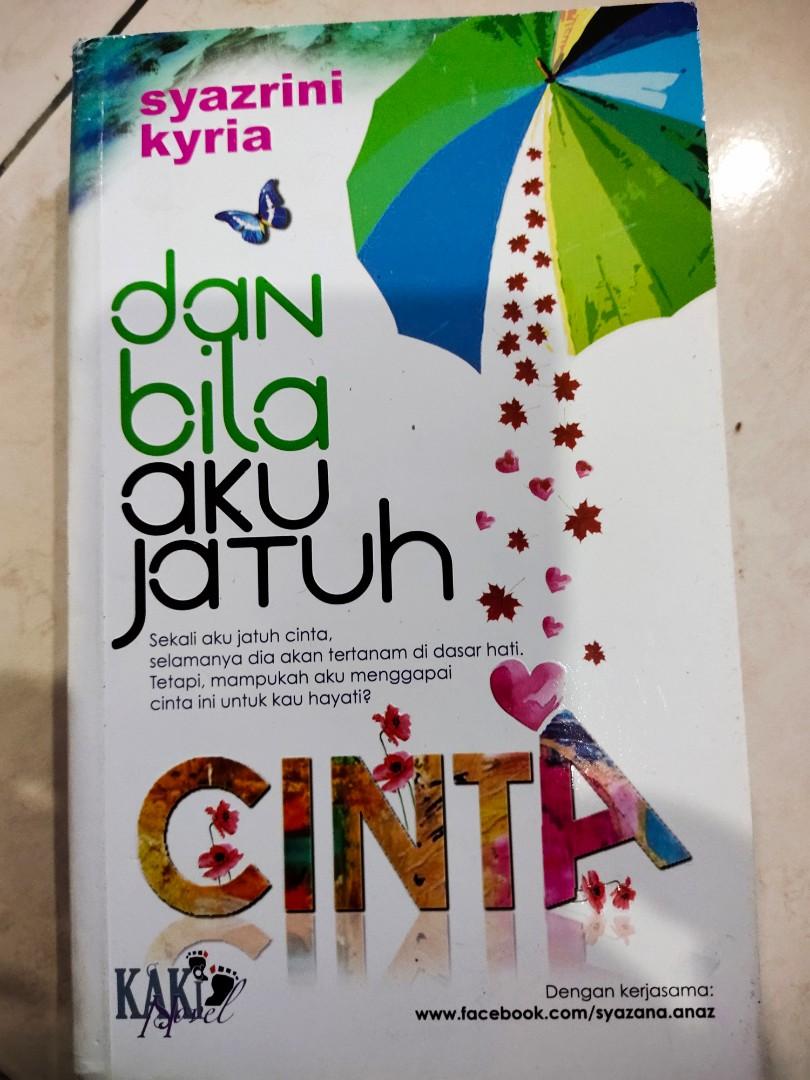 syazrini
kyria
dan
bila
aku
jatuh
Sekali aku jatuh cinta,
selamanya dia akan tertanam di dasar hati.
Tetapi, mampukah aku menggapai
cinta ini untuk kau hayati?
CINTA
KAKi
Novel
Dengan kerjasama:
www.facebook.com/syazana.anaz